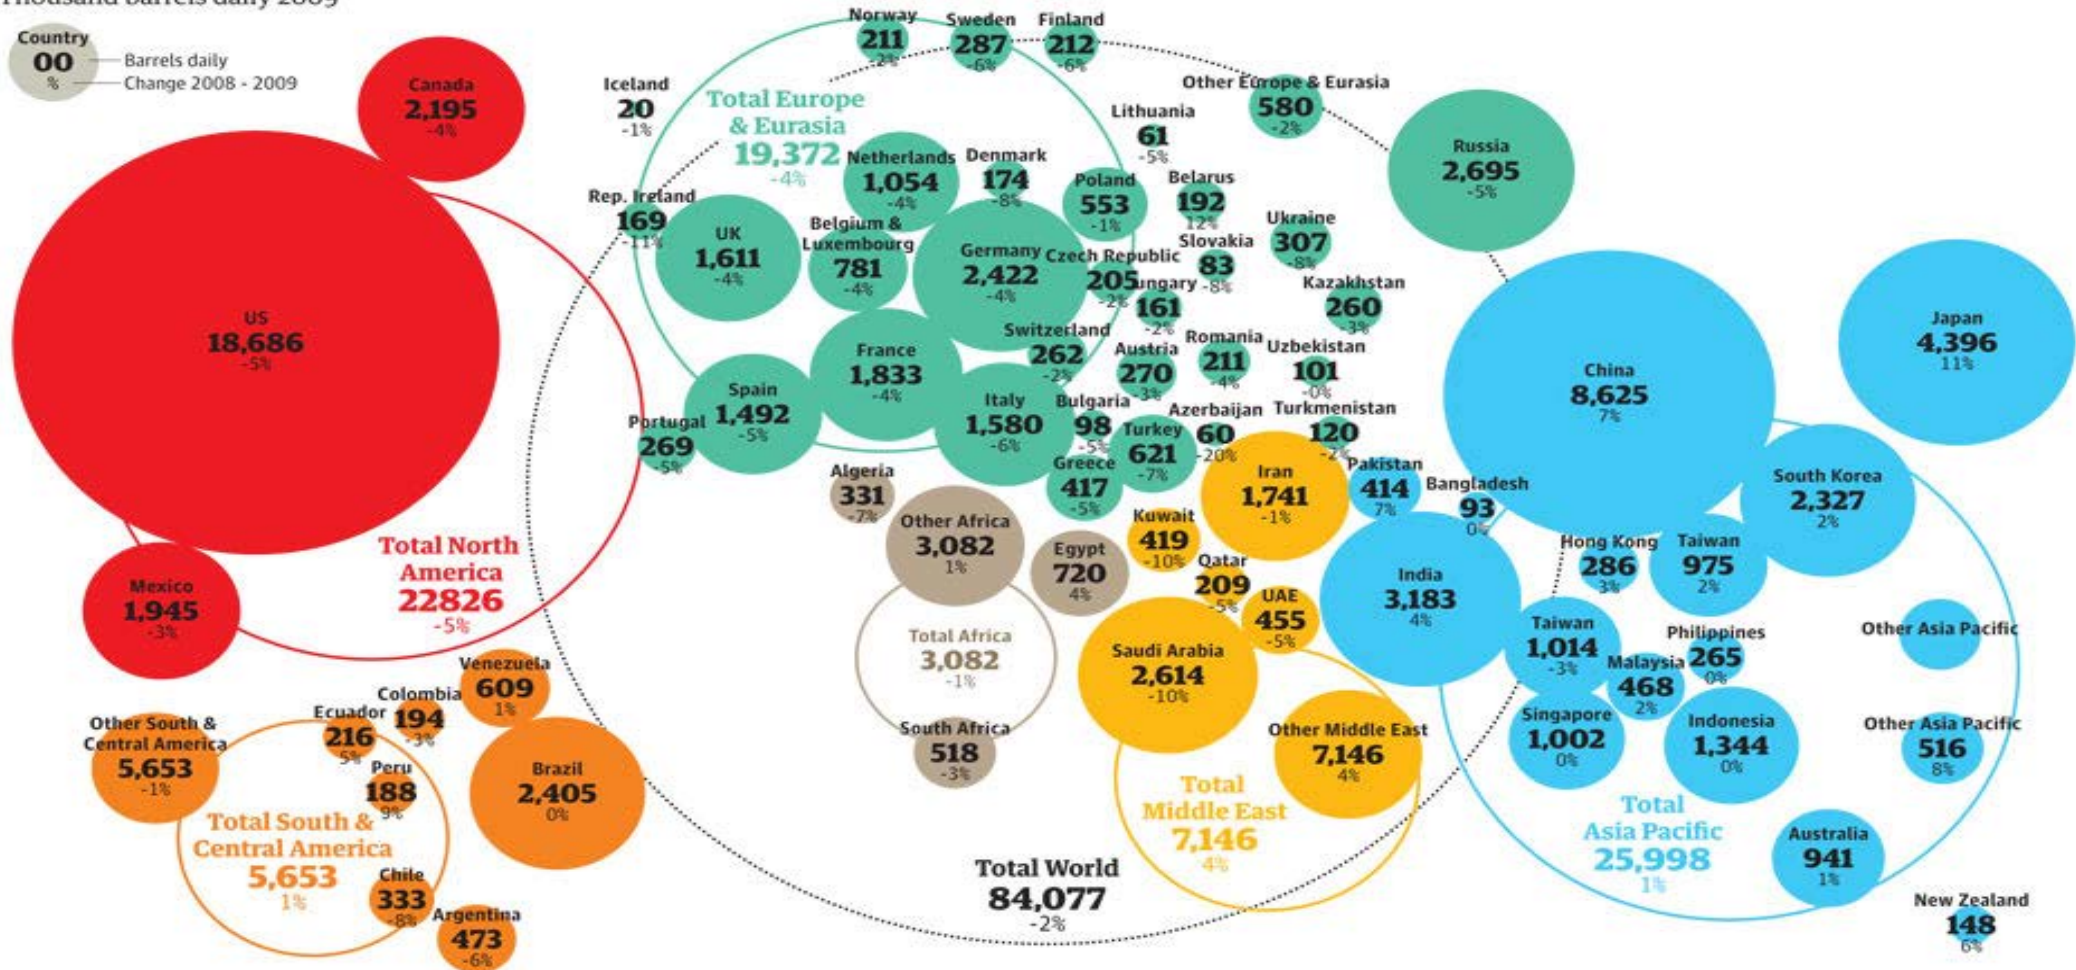 Thousand barrels daily 2009
Country
00
%
Barrels daily
Change 2008 - 2009
Canada
2,195
-4%
US
18,686
-5%
Mexico
1,945
-3%
Total North
America
22826
-5%
Venezuela
609
1%
Colombia
194
-3%
Ecuador
216
5%
Other South &
Central America
5,653
-1%
Peru
188
9%
Brazil
2,405
0%
Total South &
Central America
5,653
1%
Chile
333
-8%
Argentina
473
-6%
Norway
211
-2%
Sweden
287
-6%
Finland
212
-6%
Iceland
20
-1%
Total Europe
& Eurasia
19,372
-4%
Other Europe & Eurasia
580
-2%
Lithuania
61
-5%
Russia
2,695
-5%
Netherlands
1,054
-4%
Denmark
174
-8%
Poland
553
-1%
Belarus
192
12%
Rep. Ireland
169
-11%
UK
1,611
-4%
Belgium &
Luxembourg
781
-4%
Germany
2,422
-4%
Czech Republic
205
-2%
Slovakia
83
-8%
Ukraine
307
-8%
ungary
161
-2%
Kazakhstan
260
-3%
Switzerland
262
-2%
France
1,833
-4%
Austria
270
-3%
Romania
211
-4%
Uzbekistan
101
-0%
Spain
1,492
-5%
Portugal
269
-5%
Italy
1,580
-6%
Bulgaria
98
-5%
Turkey
621
-7%
Azerbaijan
60
-20%
Turkmenistan
120
-2%
Greece
417
-5%
Algeria
331
-7%
Other Africa
3,082
1%
Egypt
720
4%
Total Africa
3,082
-1%
South Africa
518
-3%
Iran
1,741
-1%
Kuwait
419
-10%
Qatar
209
-5%
UAE
455
-5%
Saudi Arabia
2,614
-10%
Other Middle East
7,146
4%
Total
Middle East
7,146
4%
Total World
84,077
-2%
Pakistan
414
7%
Bangladesh
93
0%
China
8,625
7%
Japan
4,396
11%
South Korea
2,327
2%
Hong Kong
286
3%
Taiwan
975
2%
India
3,183
4%
Taiwan
1,014
-3%
Philippines
265
0%
Malaysia
468
2%
Other Asia Pacific
Singapore
1,002
0%
Indonesia
1,344
0%
Other Asia Pacific
516
8%
Total
Asia Pacific
25,998
1%
Australia
941
1%
New Zealand
148
6%